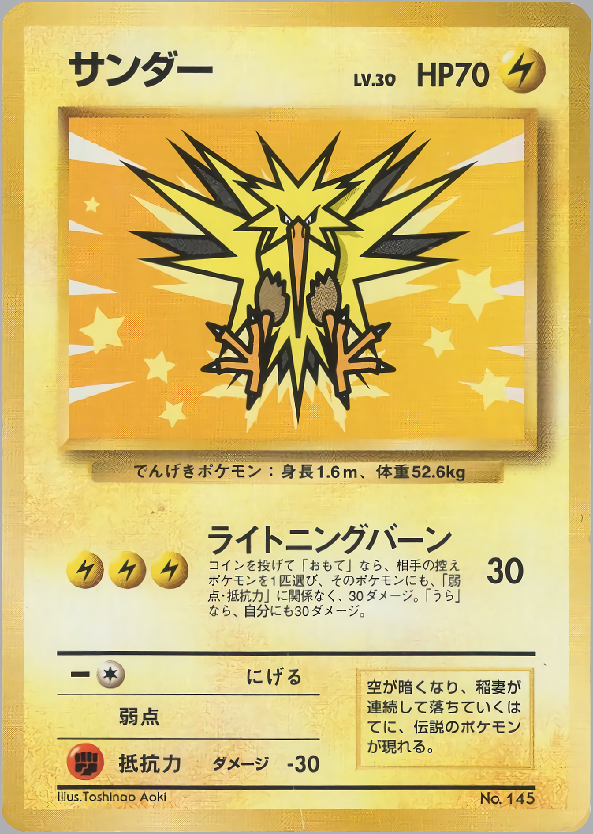 サンダー LV.30 HP70
でんげきポケモン：身長1.6m、体重52.6kg
ライトニングバーン
コインを投げて「おもて」なら、相手の控え
ポケモンを1匹選び、そのポケモンにも、「弱
点・抵抗力」に関係なく、30ダメージ。「うら」
なら、自分にも30ダメージ。
30
にげる
弱点
抵抗力 ダメージ -30
空が暗くなり、稲妻が
連続して落ちていくは
てに、伝説のポケモン
が現れる。
Illus.Toshinao Aoki
No. 145